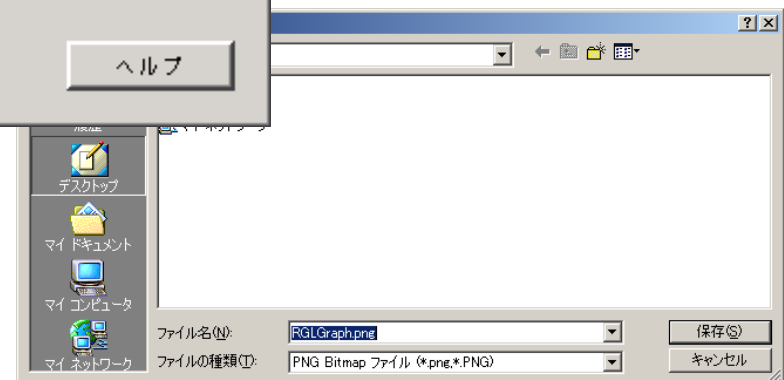 ヘルプ
デスクトップ
マイ ドキュメント
マイ コンピュータ
マイ ネットワーク
ファイル名(N):
RGLGraph.png
保存(S)
ファイルの種類(T):
PNG Bitmap ファイル (*.png,*.PNG)
キャンセル